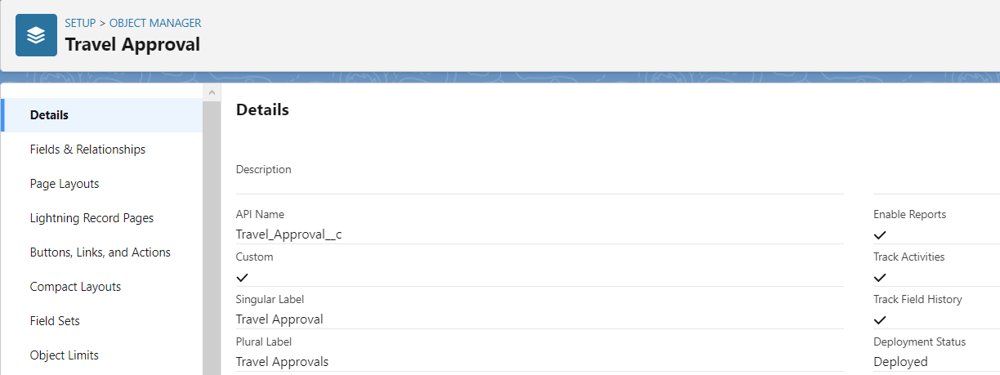 SETUP > OBJECT MANAGER
Travel Approval
Details
Fields & Relationships
Page Layouts
Lightning Record Pages
Buttons, Links, and Actions
Compact Layouts
Field Sets
Object Limits
Details
Description
API Name
Travel_Approval__c
Custom
Singular Label
Travel Approval
Plural Label
Travel Approvals
Enable Reports
Track Activities
Track Field History
Deployment Status
Deployed